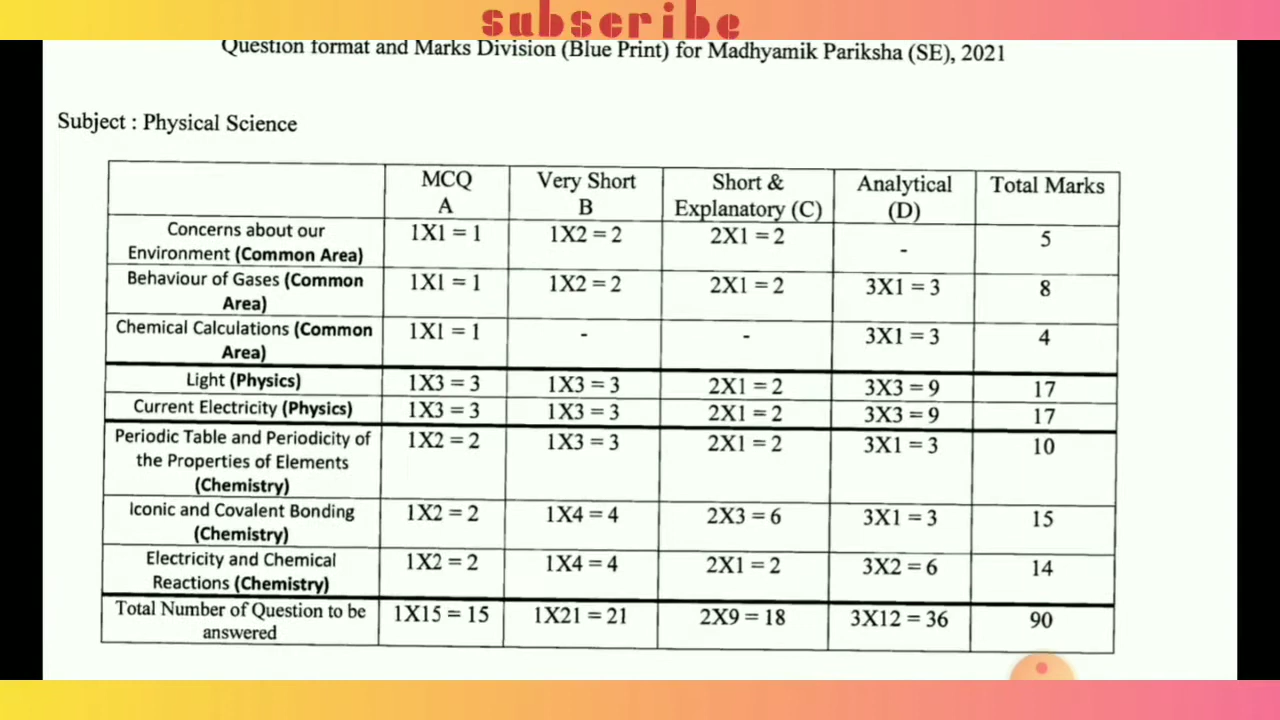 subscribe
Question format and Marks Division (Blue Print) for Madhyamik Pariksha (SE), 2021
Subject : Physical Science
MCQ A | Very Short B | Short & Explanatory (C) | Analytical (D) | Total Marks
Concerns about our Environment (Common Area) | 1X1 = 1 | 1X2 = 2 | 2X1 = 2 | - | 5
Behaviour of Gases (Common Area) | 1X1 = 1 | 1X2 = 2 | 2X1 = 2 | 3X1 = 3 | 8
Chemical Calculations (Common Area) | 1X1 = 1 | - | - | 3X1 = 3 | 4
Light (Physics) | 1X3 = 3 | 1X3 = 3 | 2X1 = 2 | 3X3 = 9 | 17
Current Electricity (Physics) | 1X3 = 3 | 1X3 = 3 | 2X1 = 2 | 3X3 = 9 | 17
Periodic Table and Periodicity of the Properties of Elements (Chemistry) | 1X2 = 2 | 1X3 = 3 | 2X1 = 2 | 3X1 = 3 | 10
Iconic and Covalent Bonding (Chemistry) | 1X2 = 2 | 1X4 = 4 | 2X3 = 6 | 3X1 = 3 | 15
Electricity and Chemical Reactions (Chemistry) | 1X2 = 2 | 1X4 = 4 | 2X1 = 2 | 3X2 = 6 | 14
Total Number of Question to be answered | 1X15 = 15 | 1X21 = 21 | 2X9 = 18 | 3X12 = 36 | 90